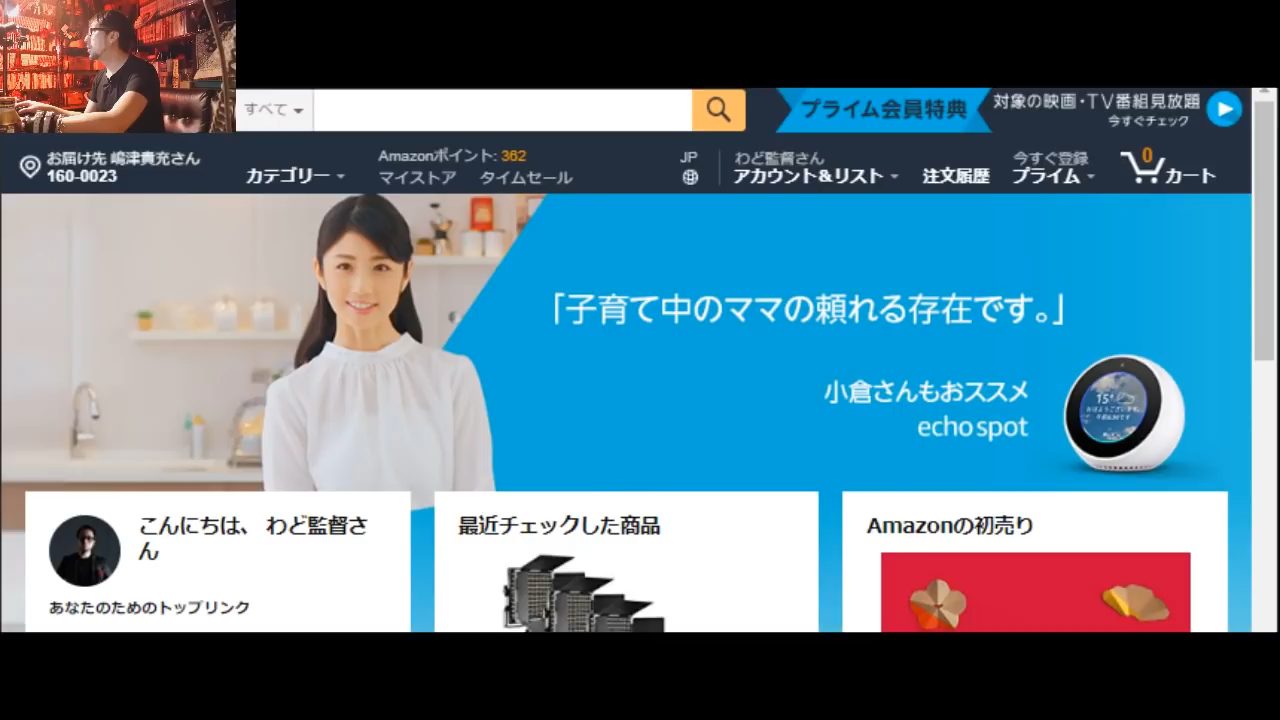 すべて
プライム会員特典
対象の映画・TV番組見放題
今すぐチェック
お届け先 嶋津貴充さん
160-0023
カテゴリー
Amazonポイント: 362
マイストア タイムセール
JP
わど監督さん
アカウント&リスト
注文履歴
今すぐ登録
プライム
0
カート
「子育て中のママの頼れる存在です。」
小倉さんもおススメ
echo spot
15°
こんにちは、 わど監督さ
ん
あなたのためのトップリンク
最近チェックした商品
Amazonの初売り